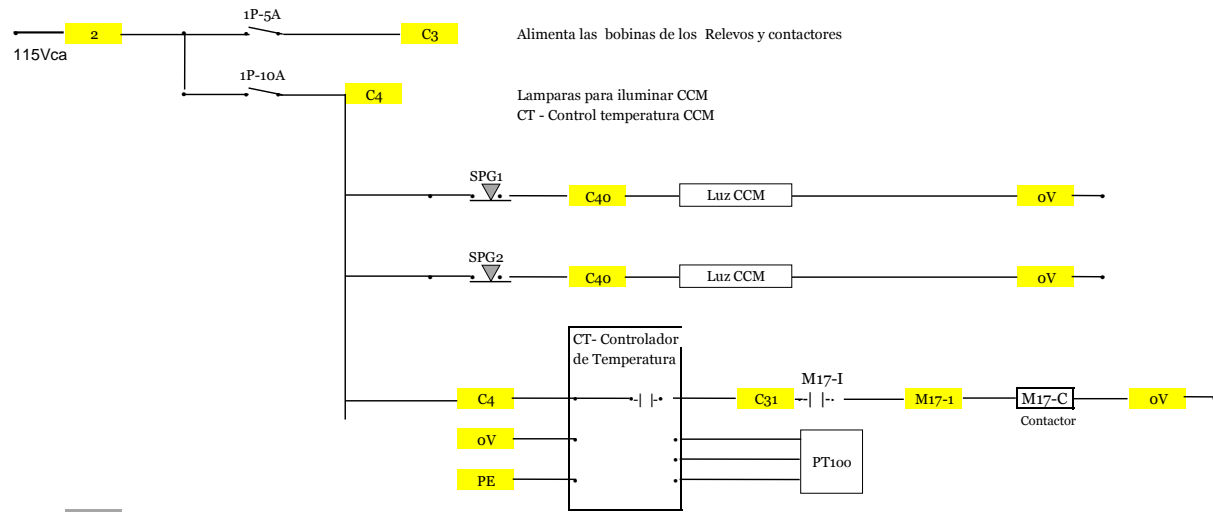 1P-5A
2
C3
Alimenta las bobinas de los Relevos y contactores
115Vca
1P-10A
C4
Lamparas para iluminar CCM
CT - Control temperatura CCM
SPG1
C40
Luz CCM
0V
SPG2
C40
Luz CCM
0V
CT- Controlador
de Temperatura
M17-I
C4
C31
M17-1
M17-C
0V
Contactor
0V
PT100
PE